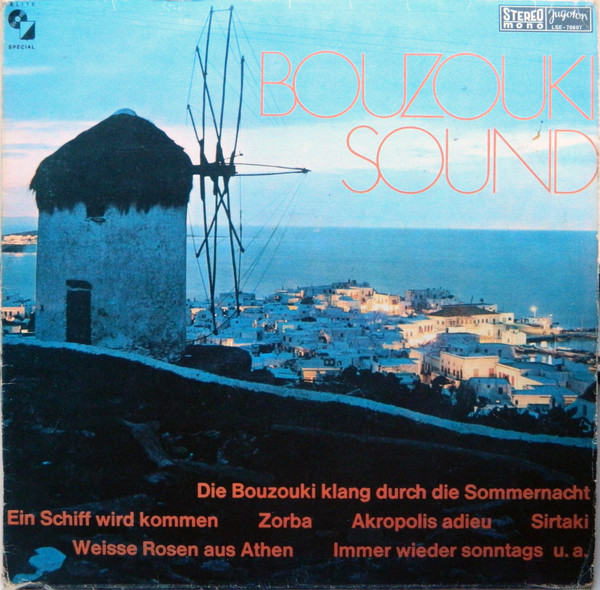 ELITE
SPECIAL
STEREO
mono
Jugoton
LSE-70607
BOUZOUKI
SOUND
Die Bouzouki klang durch die Sommernacht
Ein Schiff wird kommen Zorba Akropolis adieu Sirtaki
Weisse Rosen aus Athen Immer wieder sonntags u. a.